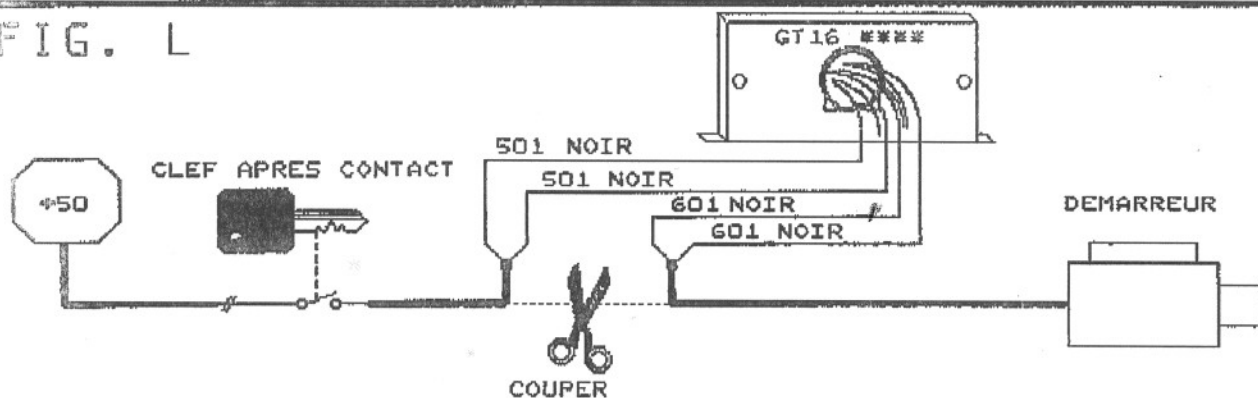 FIG. L
GT16 ****
501 NOIR
CLEF APRES CONTACT
501 NOIR
+50
601 NOIR
DEMARREUR
601 NOIR
COUPER